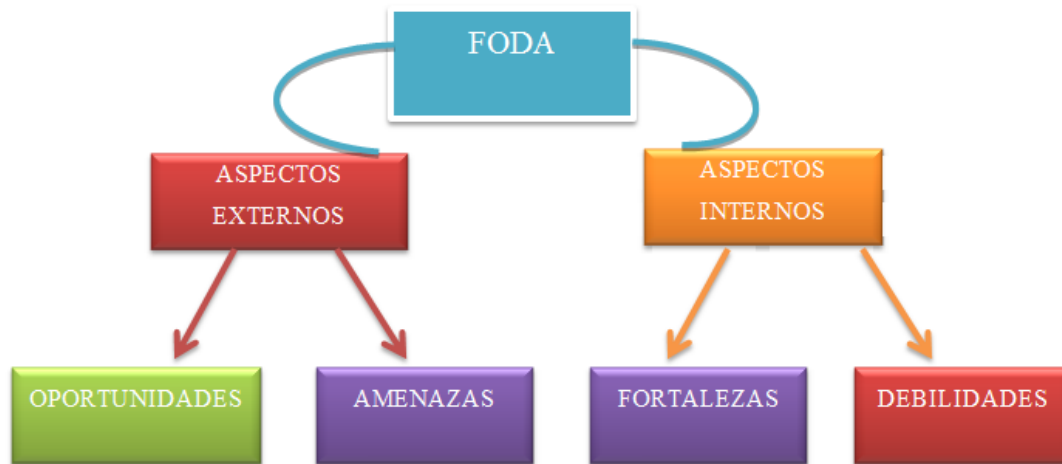 FODA
ASPECTOS
EXTERNOS
ASPECTOS
INTERNOS
OPORTUNIDADES
AMENAZAS
FORTALEZAS
DEBILIDADES